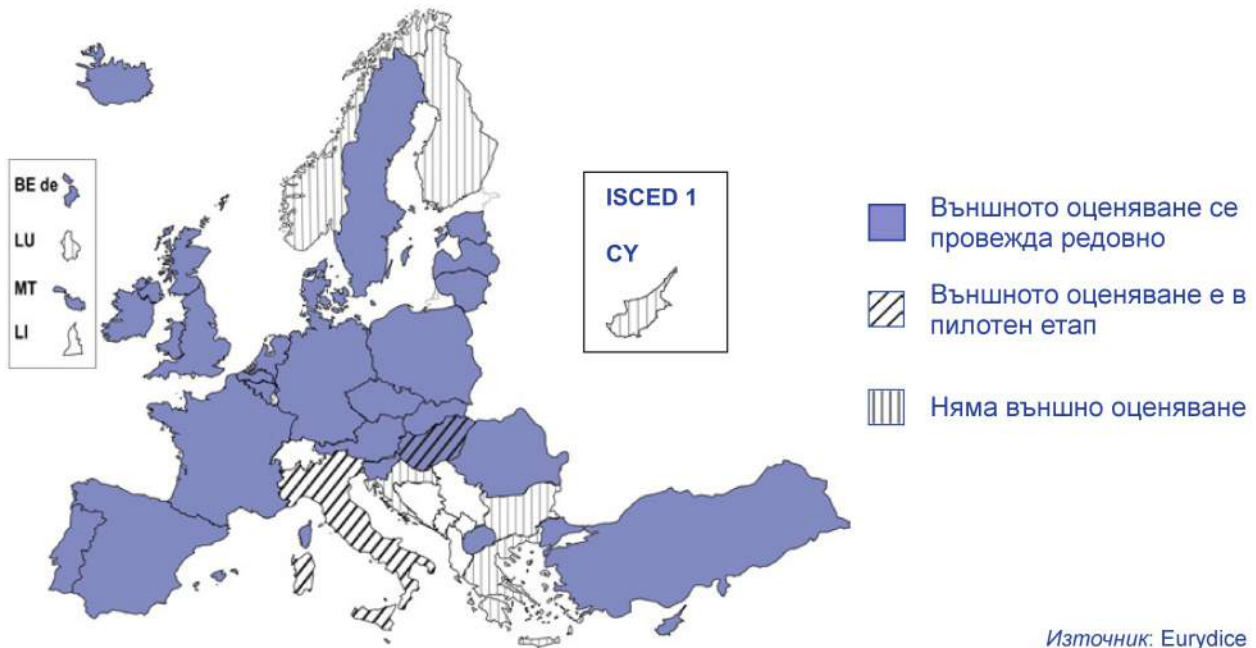 BE de
LU
MT
LI
ISCED 1
CY
Външното оценяване се
провежда редовно
Външното оценяване е в
пилотен етап
Няма външно оценяване
Източник: Eurydice